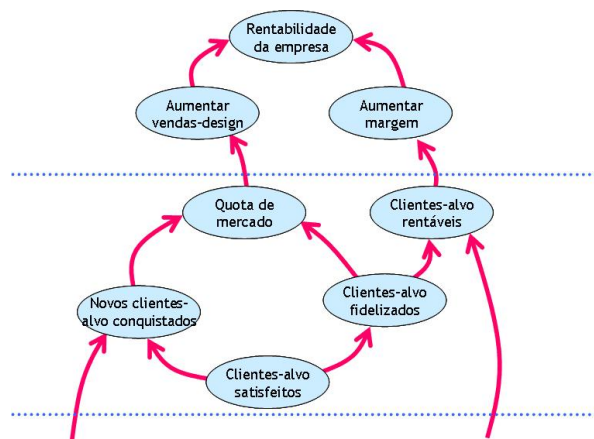 Rentabilidade
da empresa
Aumentar
vendas-design
Aumentar
margem
Quota de
mercado
Clientes-alvo
rentáveis
Novos clientes-
alvo conquistados
Clientes-alvo
fidelizados
Clientes-alvo
satisfeitos